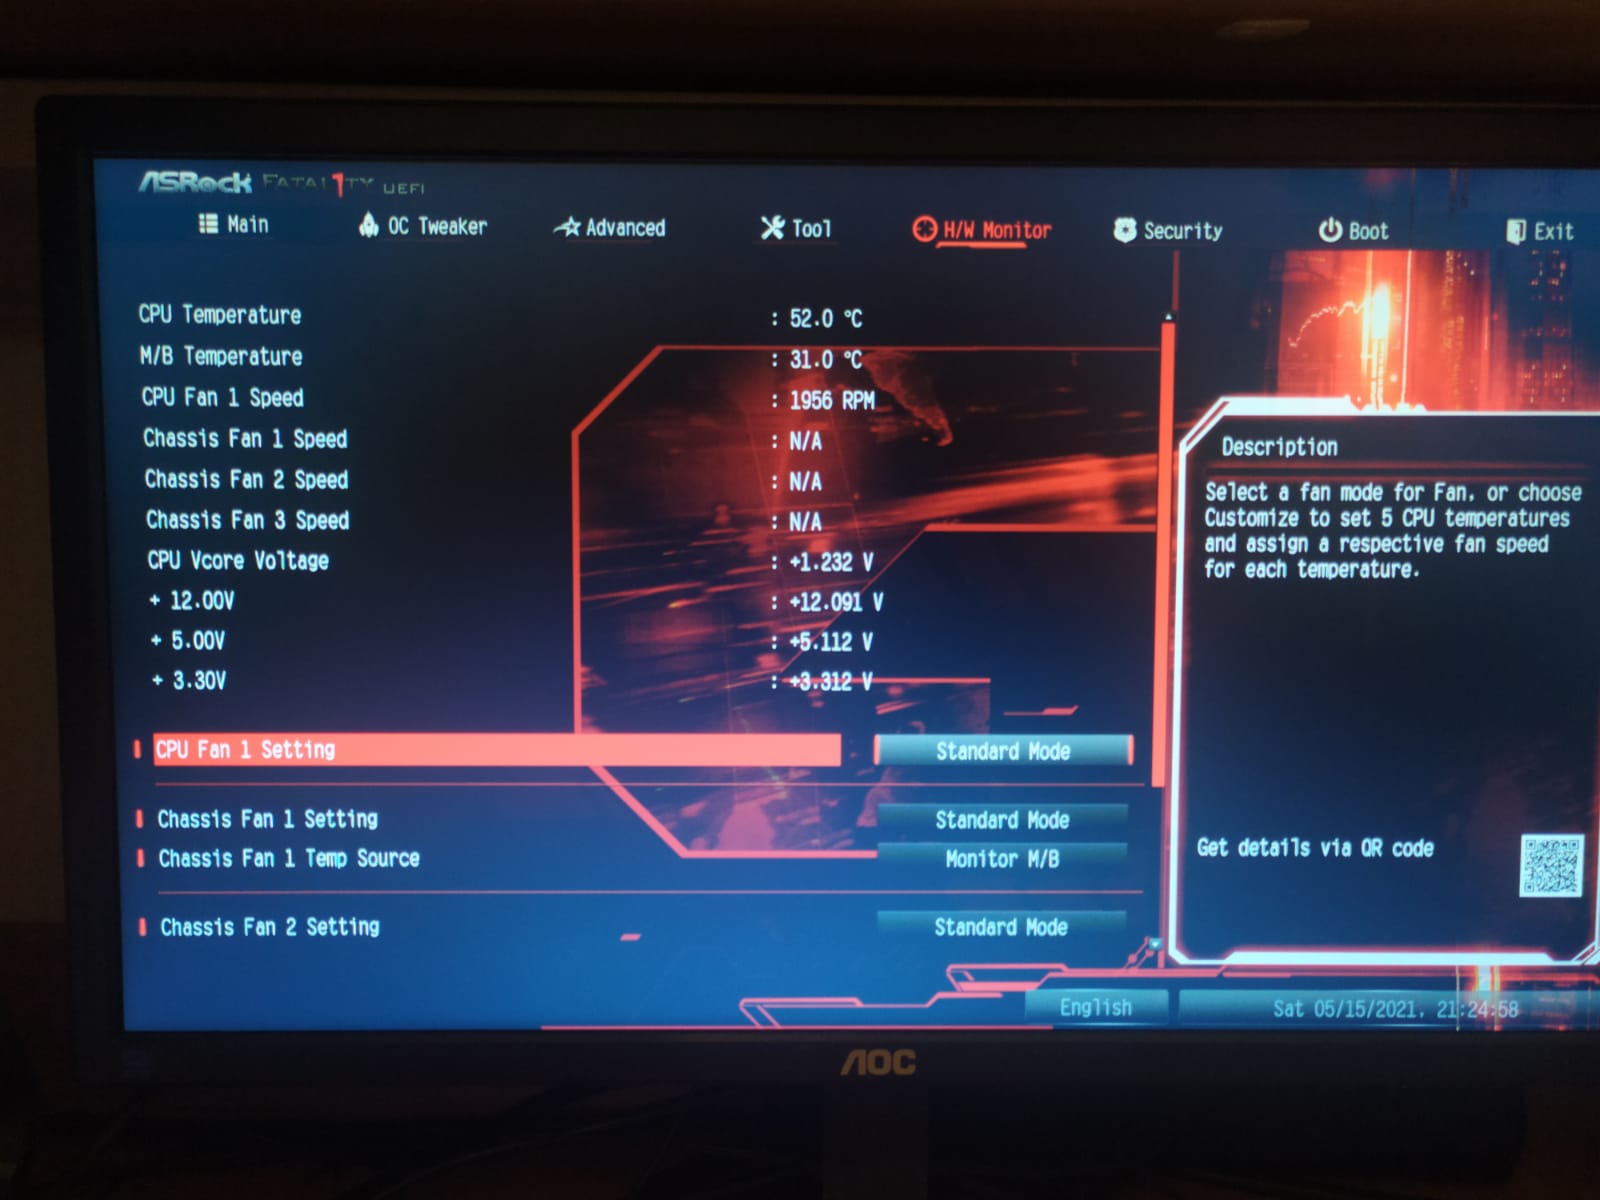 ASRock FATAL1TY UEFI
Main OC Tweaker Advanced Tool H/W Monitor Security Boot Exit
CPU Temperature : 52.0 °C
M/B Temperature : 31.0 °C
CPU Fan 1 Speed : 1956 RPM
Chassis Fan 1 Speed : N/A
Chassis Fan 2 Speed : N/A
Chassis Fan 3 Speed : N/A
CPU Vcore Voltage : +1.232 V
+ 12.00V : +12.091 V
+ 5.00V : +5.112 V
+ 3.30V : +3.312 V
CPU Fan 1 Setting Standard Mode
Chassis Fan 1 Setting Standard Mode
Chassis Fan 1 Temp Source Monitor M/B
Chassis Fan 2 Setting Standard Mode
Description
Select a fan mode for Fan, or choose
Customize to set 5 CPU temperatures
and assign a respective fan speed
for each temperature.
Get details via QR code
English Sat 05/15/2021, 21:24:58
AOC